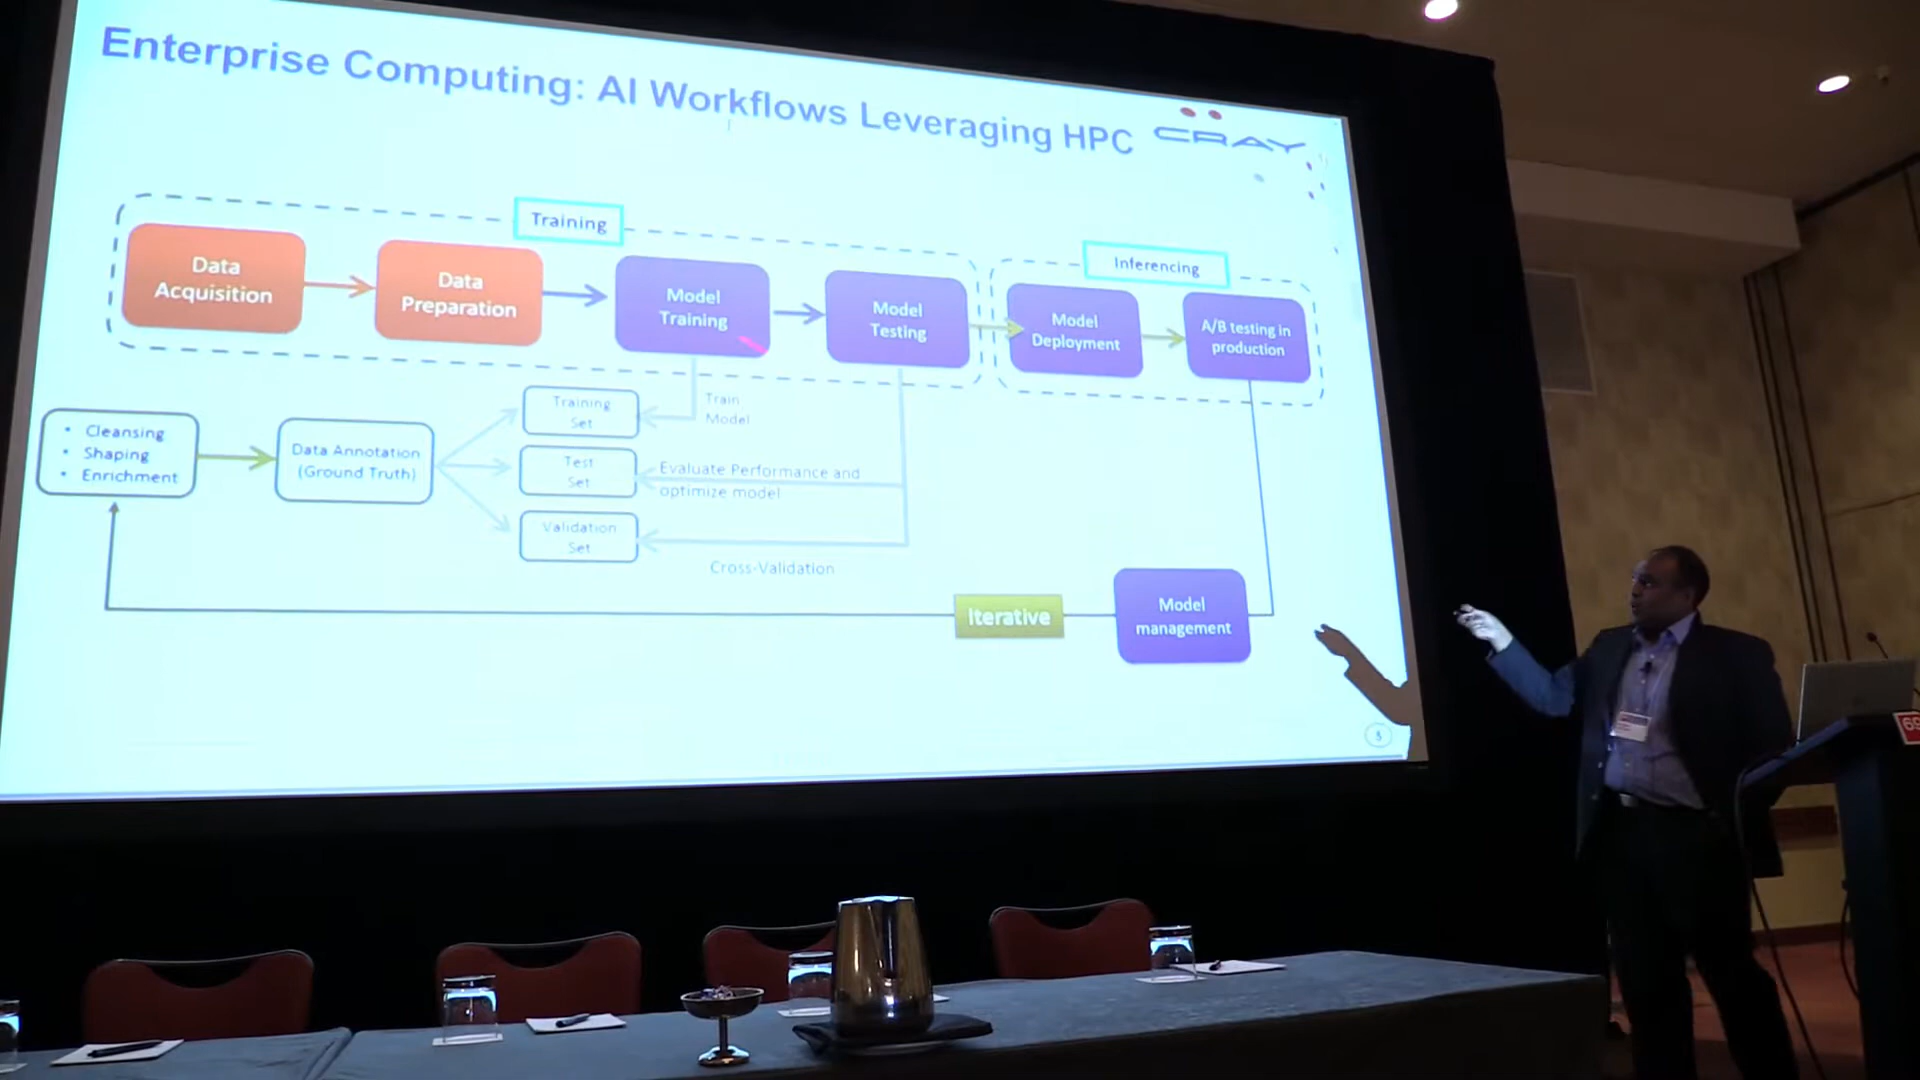 Enterprise Computing: AI Workflows Leveraging HPC
CRAY
Training
Inferencing
Data
Acquisition
Data
Preparation
Model
Training
Model
Testing
Model
Deployment
A/B testing in
production
• Cleansing
• Shaping
• Enrichment
Data Annotation
(Ground Truth)
Training
Set
Train
Model
Test
Set
Evaluate Performance and
optimize model
Validation
Set
Cross-Validation
Iterative
Model
management
5
69